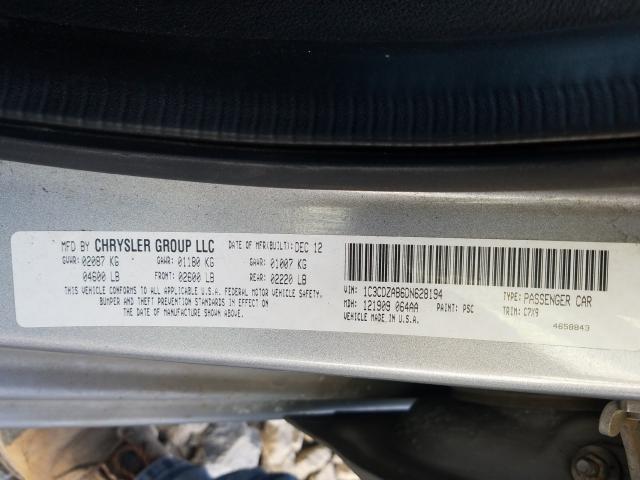 MFD BY CHRYSLER GROUP LLC DATE OF MFR(BUILT): DEC 12
GVWR: 02087 KG GAWR: 01180 KG GAWR: 01007 KG
04600 LB FRONT: 02600 LB REAR: 02220 LB
THIS VEHICLE CONFORMS TO ALL APPLICABLE U.S.A. FEDERAL MOTOR VEHICLE SAFETY,
BUMPER AND THEFT PREVENTION STANDARDS IN EFFECT ON
THE DATE OF MANUFACTURE SHOWN ABOVE.
VIN: 1C3CDZAB6DN628194 TYPE: PASSENGER CAR
MDH: 121909 064AA PAINT: PSC TRIM: C7X9
VEHICLE MADE IN U.S.A. 4658843